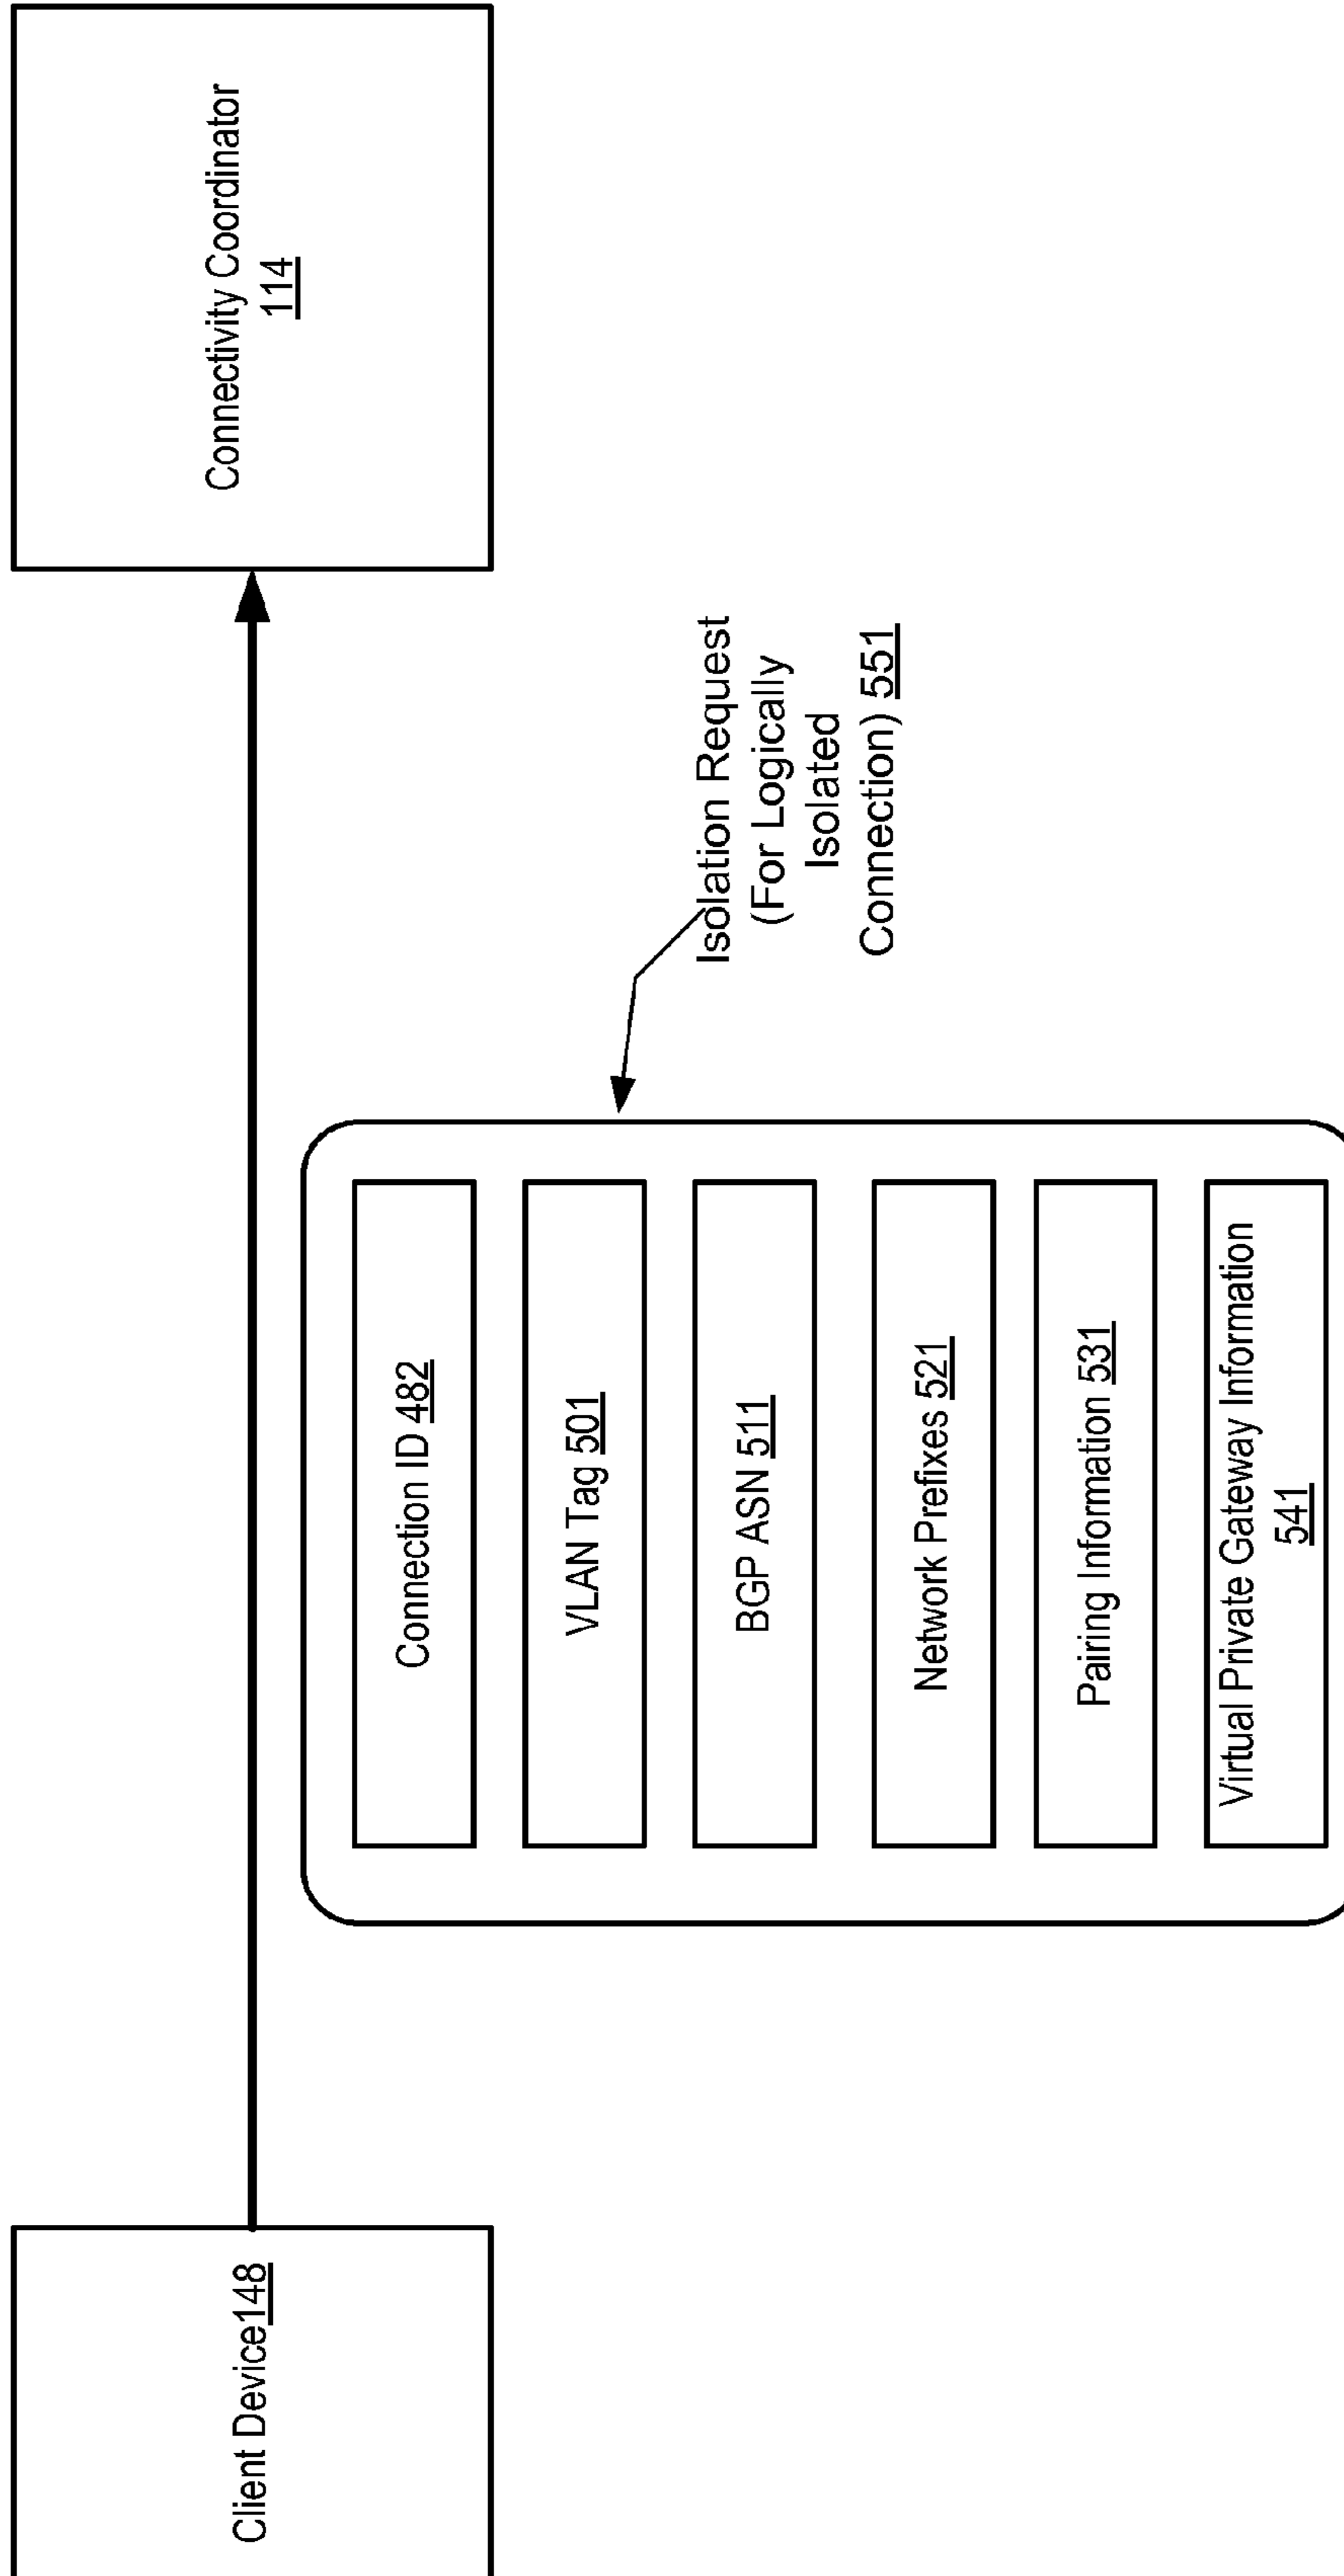 Client Device148
Connectivity Coordinator
114
Connection ID 482
VLAN Tag 501
BGP ASN 511
Network Prefixes 521
Pairing Information 531
Virtual Private Gateway Information
541
Isolation Request
(For Logically
Isolated
Connection) 551